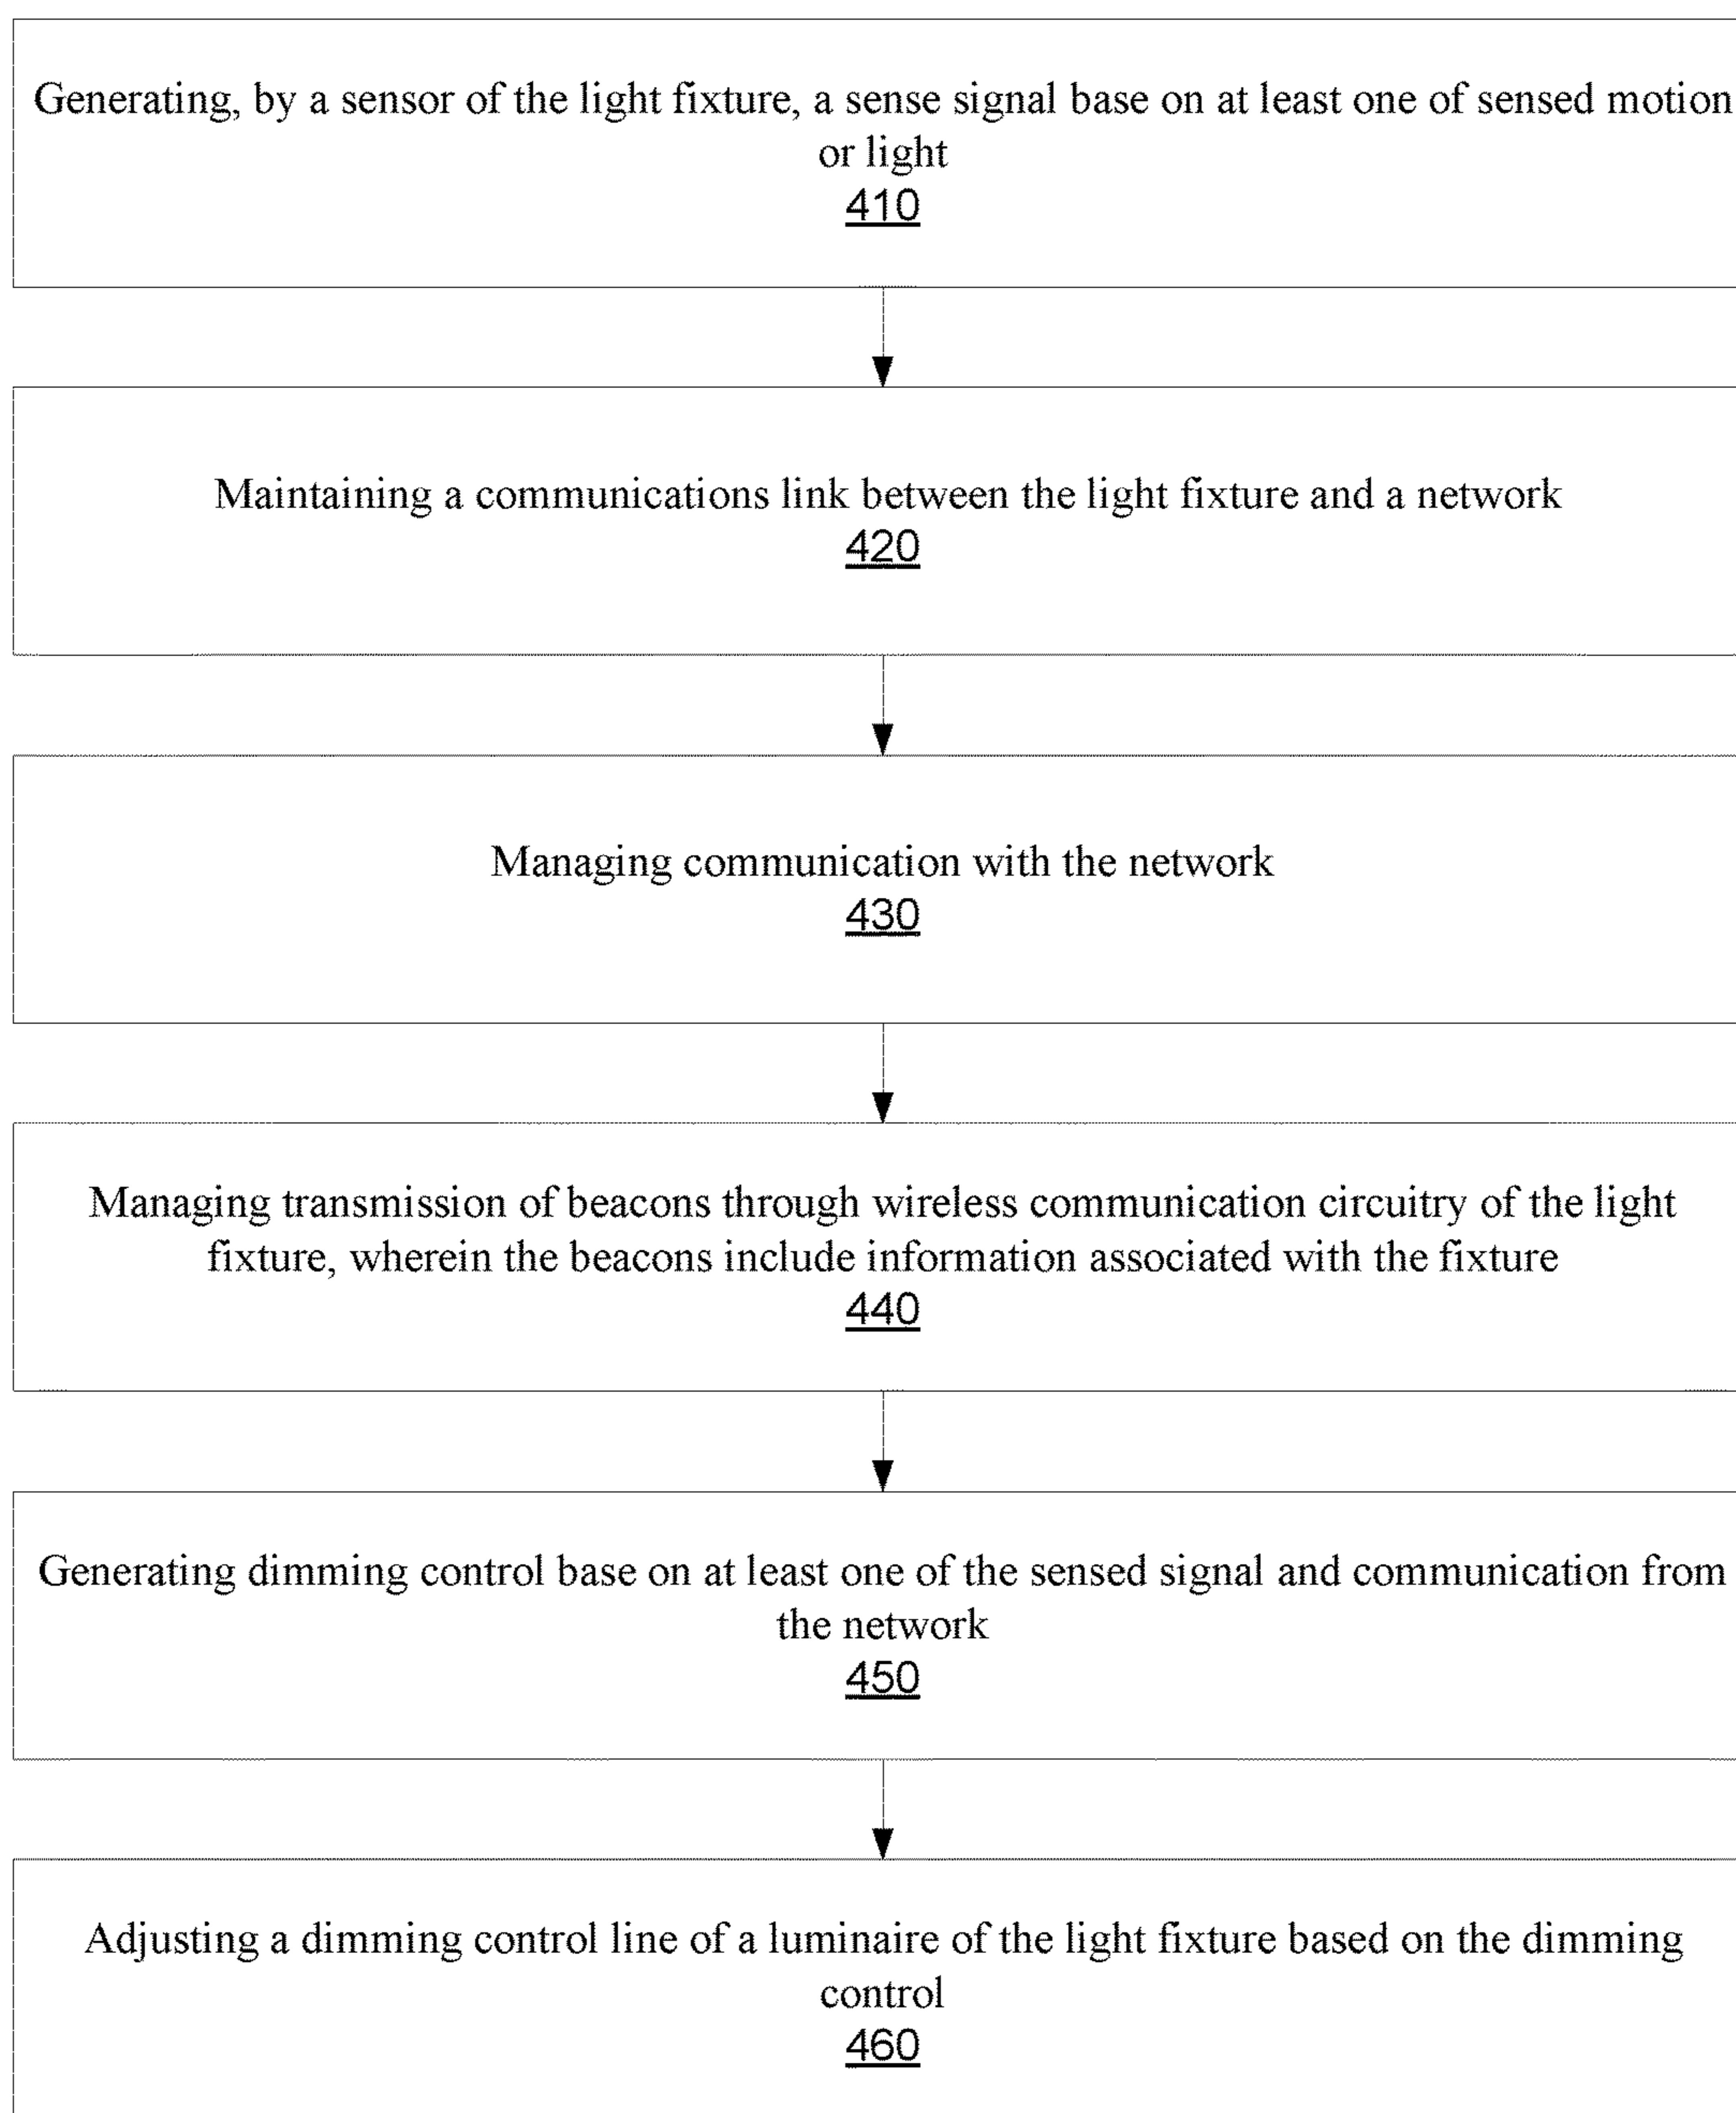 Generating, by a sensor of the light fixture, a sense signal base on at least one of sensed motion
or light
410
Maintaining a communications link between the light fixture and a network
420
Managing communication with the network
430
Managing transmission of beacons through wireless communication circuitry of the light
fixture, wherein the beacons include information associated with the fixture
440
Generating dimming control base on at least one of the sensed signal and communication from
the network
450
Adjusting a dimming control line of a luminaire of the light fixture based on the dimming
control
460